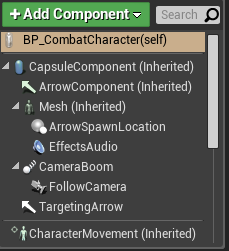 + Add Component
Search
BP_CombatCharacter(self)
CapsuleComponent (Inherited)
ArrowComponent (Inherited)
Mesh (Inherited)
ArrowSpawnLocation
EffectsAudio
CameraBoom
FollowCamera
TargetingArrow
CharacterMovement (Inherited)